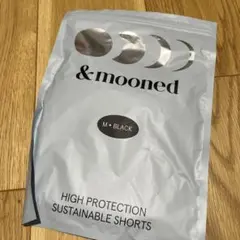 &mooned
M • BLACK
HIGH PROTECTION
SUSTAINABLE SHORTS